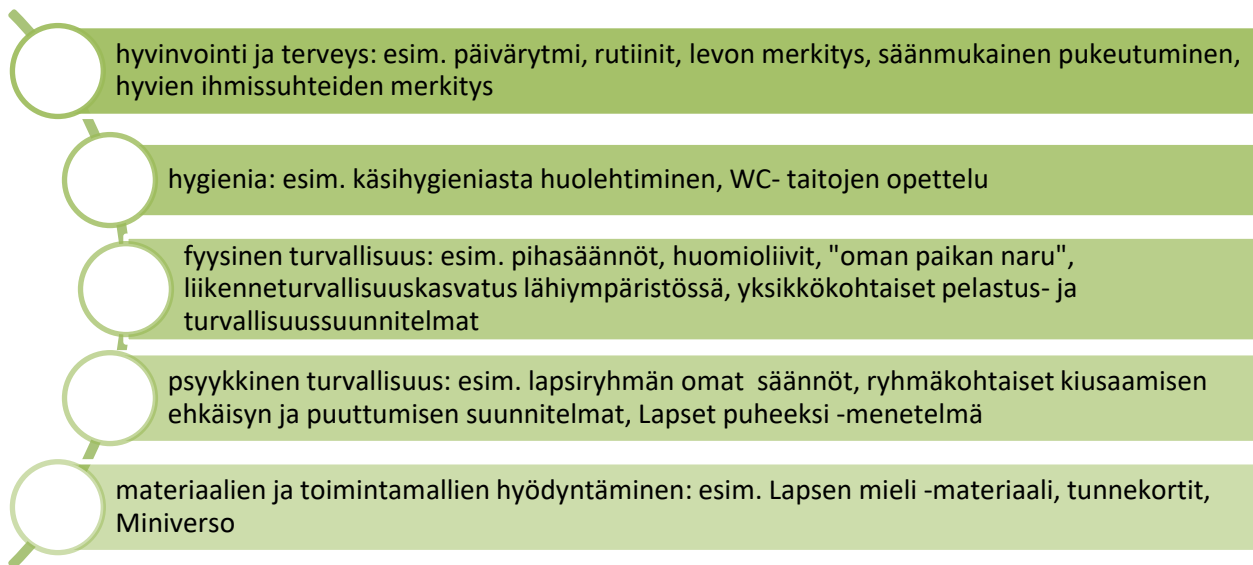 hyvinvointi ja terveys: esim. päivärytmi, rutiinit, levon merkitys, säänmukainen pukeutuminen,
hyvien ihmissuhteiden merkitys
hygienia: esim. käsihygieniasta huolehtiminen, WC- taitojen opettelu
fyysinen turvallisuus: esim. pihasäännöt, huomioliivit, "oman paikan naru",
liikenneturvallisuuskasvatus lähiympäristössä, yksikkökohtaiset pelastus- ja
turvallisuussuunnitelmat
psyykkinen turvallisuus: esim. lapsiryhmän omat  säännöt, ryhmäkohtaiset kiusaamisen
ehkäisyn ja puuttumisen suunnitelmat, Lapset puheeksi -menetelmä
materiaalien ja toimintamallien hyödyntäminen: esim. Lapsen mieli -materiaali, tunnekortit,
Miniverso